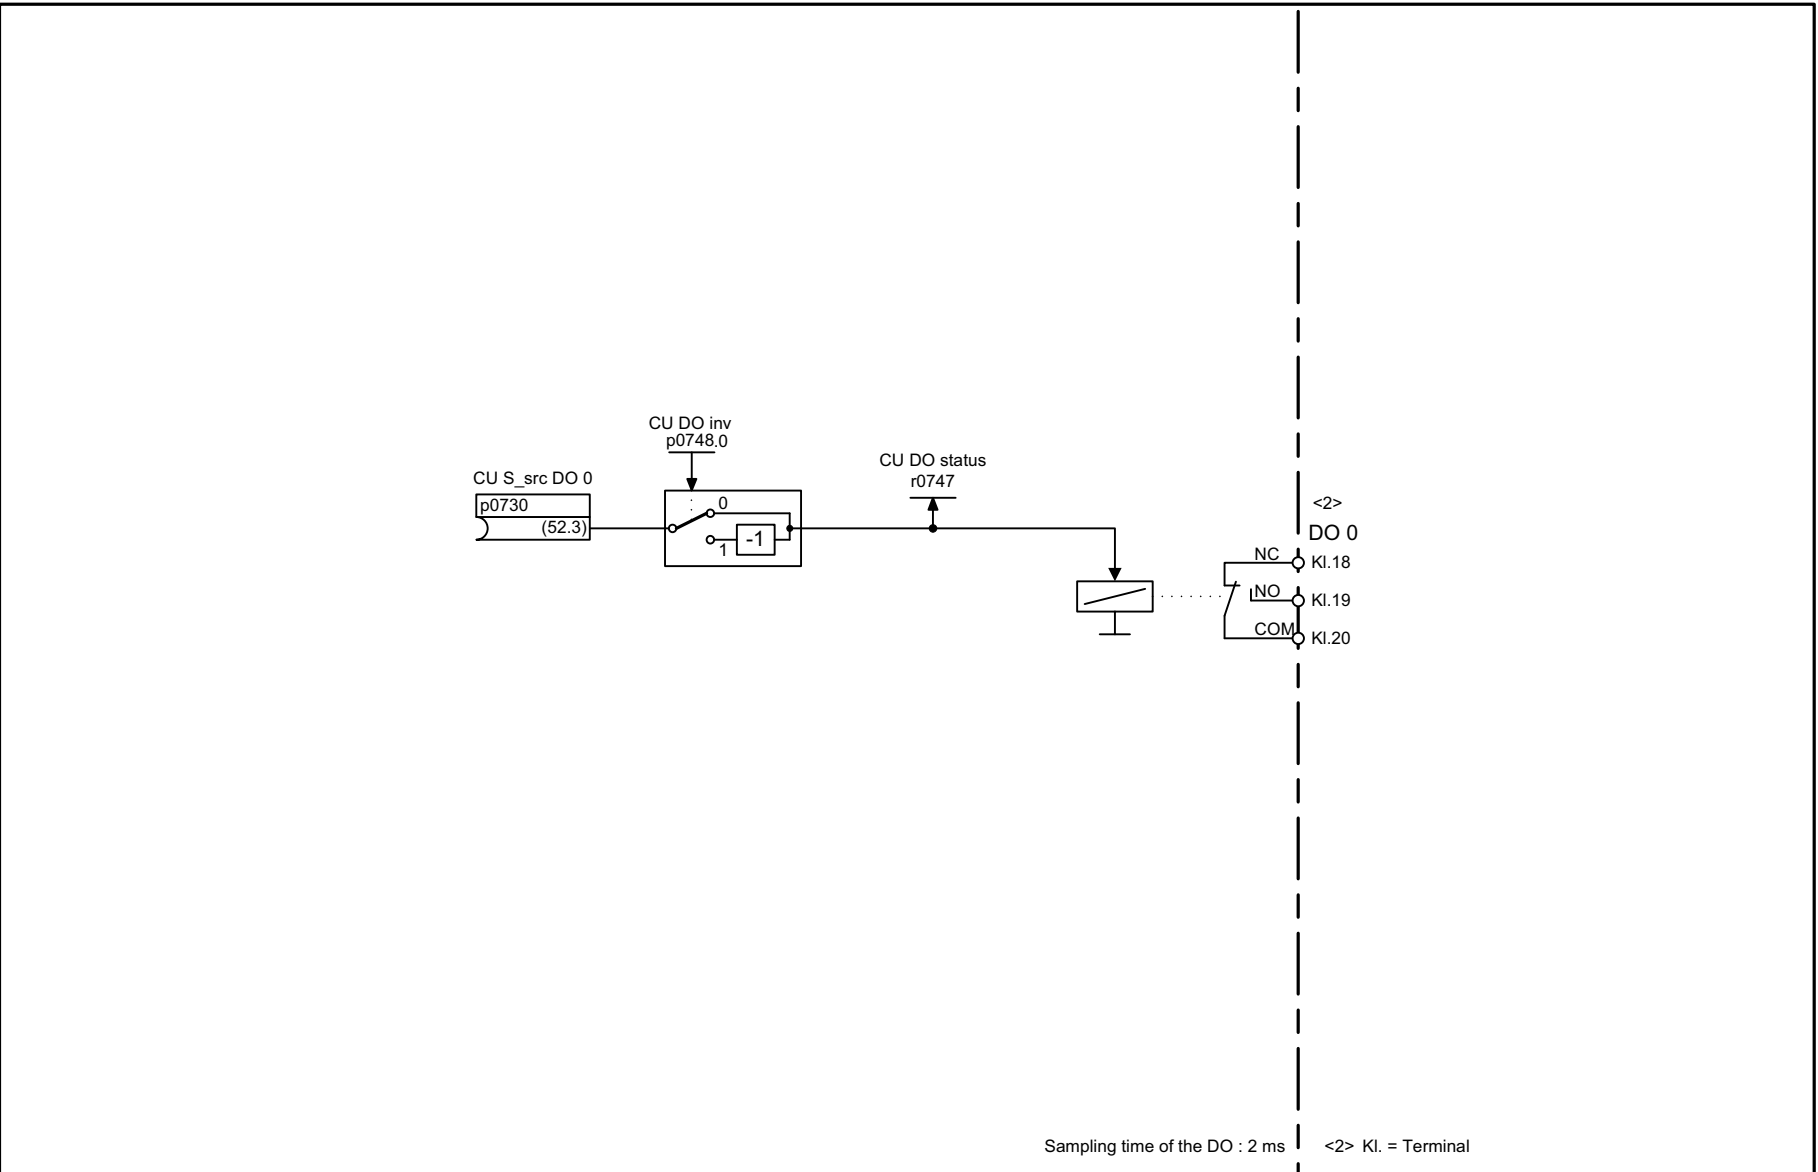 CU DO inv
p0748.0
CU S_src DO 0
p0730
(52.3)
0
1
-1
CU DO status
r0747
<2>
DO 0
NC
Kl.18
NO
Kl.19
COM
Kl.20
Sampling time of the DO : 2 ms
<2> Kl. = Terminal